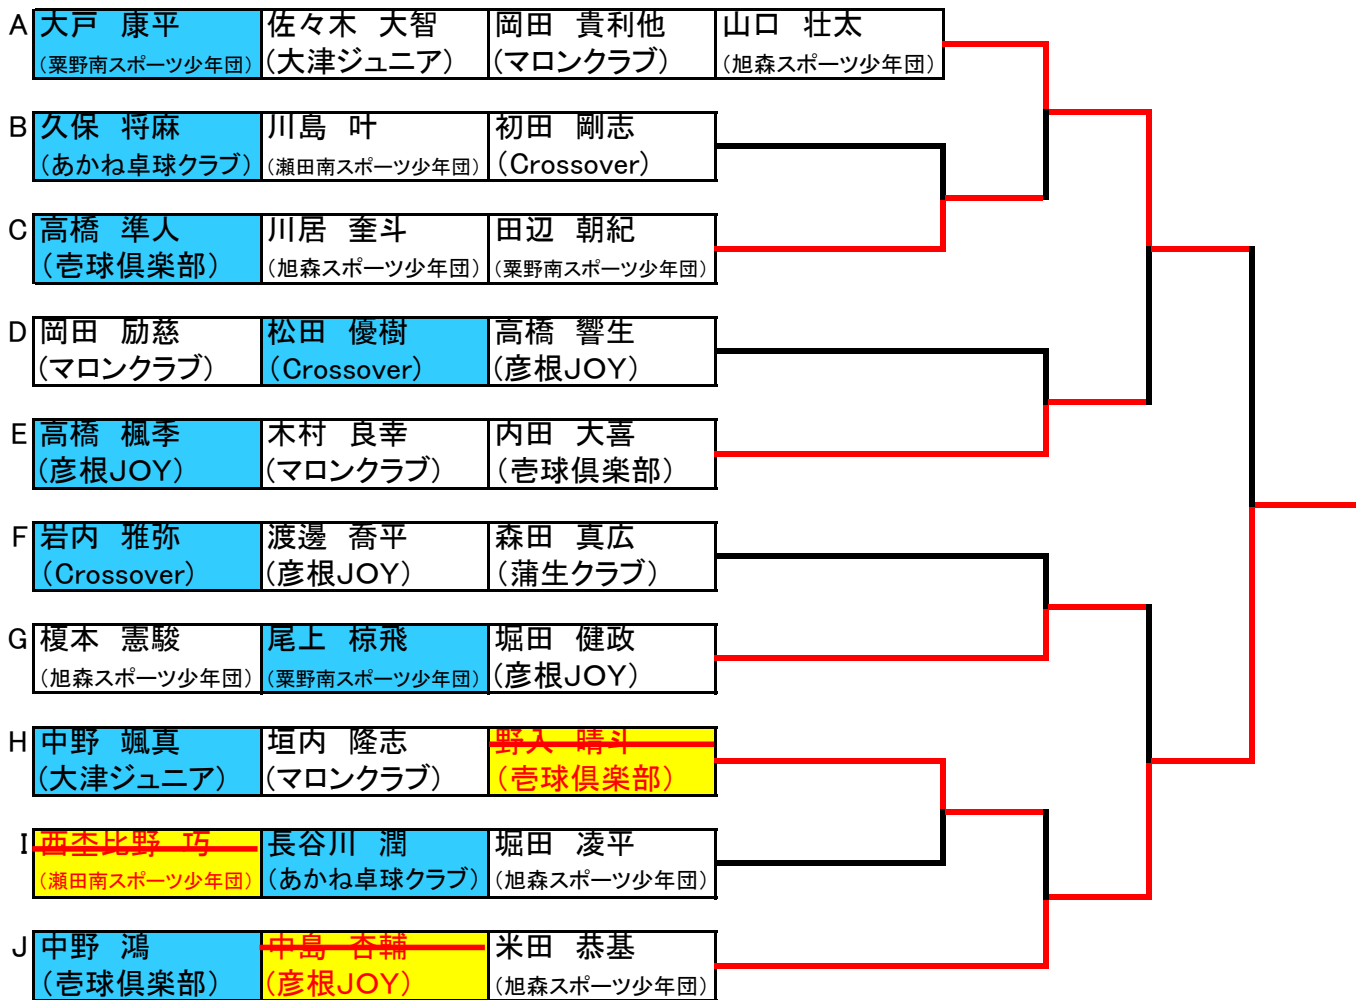 A 大戸 康平 佐々木 大智 岡田 貴利他 山口 壮太
(粟野南スポーツ少年団) (大津ジュニア) (マロンクラブ) (旭森スポーツ少年団)
B 久保 将麻 川島 叶 初田 剛志
(あかね卓球クラブ) (瀬田南スポーツ少年団) (Crossover)
C 高橋 準人 川居 奎斗 田辺 朝紀
(壱球倶楽部) (旭森スポーツ少年団) (粟野南スポーツ少年団)
D 岡田 励慈 松田 優樹 高橋 響生
(マロンクラブ) (Crossover) (彦根JOY)
E 高橋 楓季 木村 良幸 内田 大喜
(彦根JOY) (マロンクラブ) (壱球倶楽部)
F 岩内 雅弥 渡邊 喬平 森田 真広
(Crossover) (彦根JOY) (蒲生クラブ)
G 榎本 憲駿 尾上 椋飛 堀田 健政
(旭森スポーツ少年団) (粟野南スポーツ少年団) (彦根JOY)
H 中野 颯真 垣内 隆志 野入 晴斗
(大津ジュニア) (マロンクラブ) (壱球倶楽部)
I 西本比野 巧 長谷川 潤 堀田 凌平
(瀬田南スポーツ少年団) (あかね卓球クラブ) (旭森スポーツ少年団)
J 中野 鴻 中島 杏輔 米田 恭基
(壱球倶楽部) (彦根JOY) (旭森スポーツ少年団)